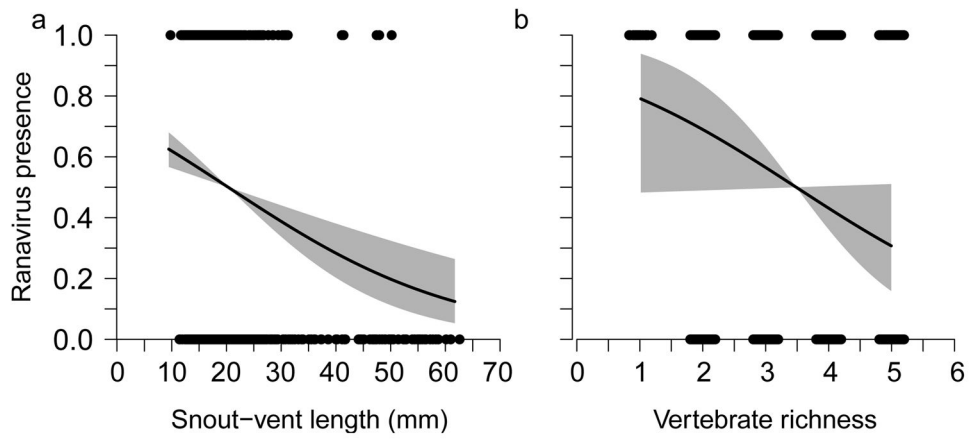 a
b
Ranavirus presence
1.0
0.8
0.6
0.4
0.2
0.0
0 10 20 30 40 50 60 70
0 1 2 3 4 5 6
Snout−vent length (mm)
Vertebrate richness